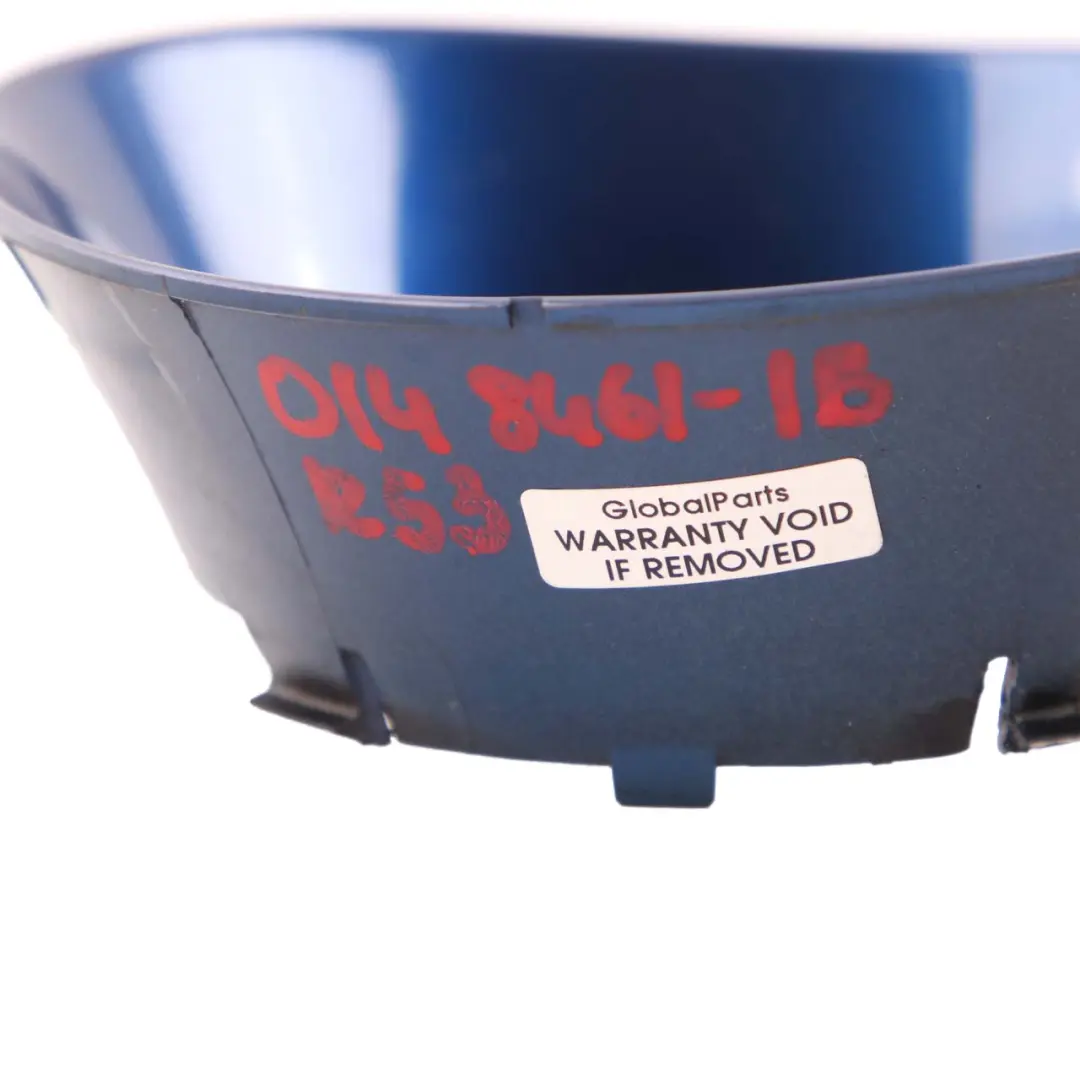 014 8461-1B
R53
GlobalParts
WARRANTY VOID
IF REMOVED